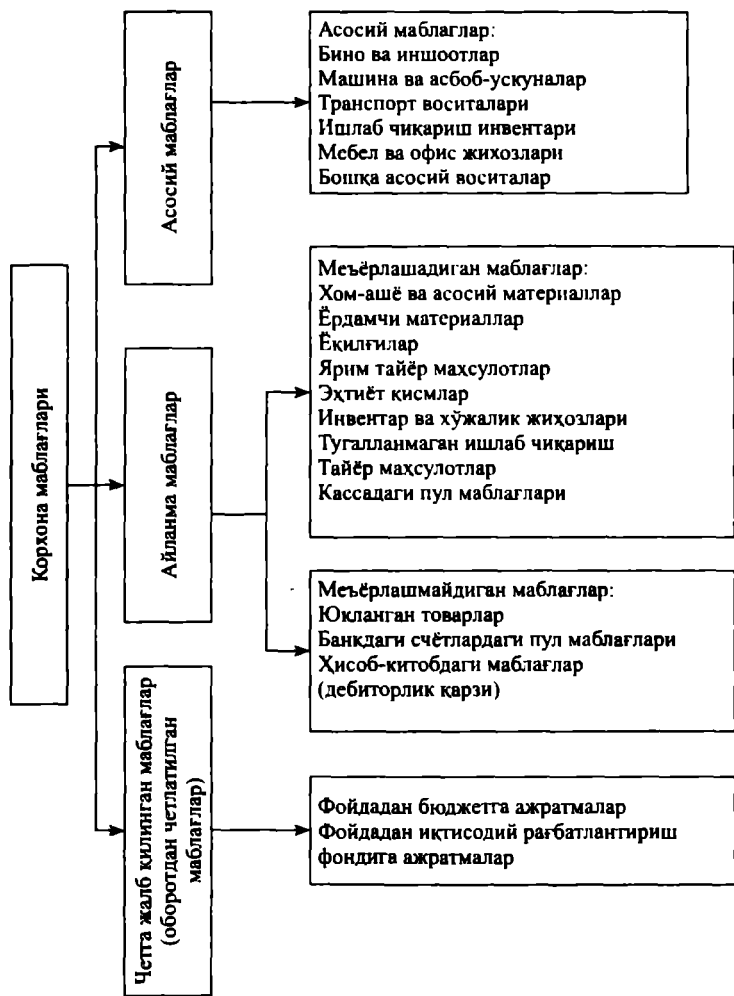 Корхона маблағлари
Асосий маблағлар
Асосий маблаглар:
Бино ва иншоотлар
Машина ва асбоб-ускуналар
Транспорт воситалари
Ишлаб чикариш инвентари
Мебел ва офис жихозлари
Бошқа асосий воситалар
Айланма маблағлар
Меъёрлашадиган маблағлар:
Хом-ашё ва асосий материаллар
Ёрдамчи материаллар
Ёқилғилар
Ярим тайёр маҳсулотлар
Эҳтиёт қисмлар
Инвентар ва хўжалик жиҳозлари
Тугалланмаган ишлаб чиқариш
Тайёр маҳсулотлар
Кассадаги пул маблағлари
Меъёрлашмайдиган маблағлар:
Юкланган товарлар
Банкдаги счётлардаги пул маблағлари
Ҳисоб-китобдаги маблағлар
(дебиторлик қарзи)
Четга жалб килинган маблағлар
(оборотдан четлатилган
маблағлар)
Фойдадан бюджетга ажратмалар
Фойдадан иқтисодий рағбатлантириш
фондига ажратмалар